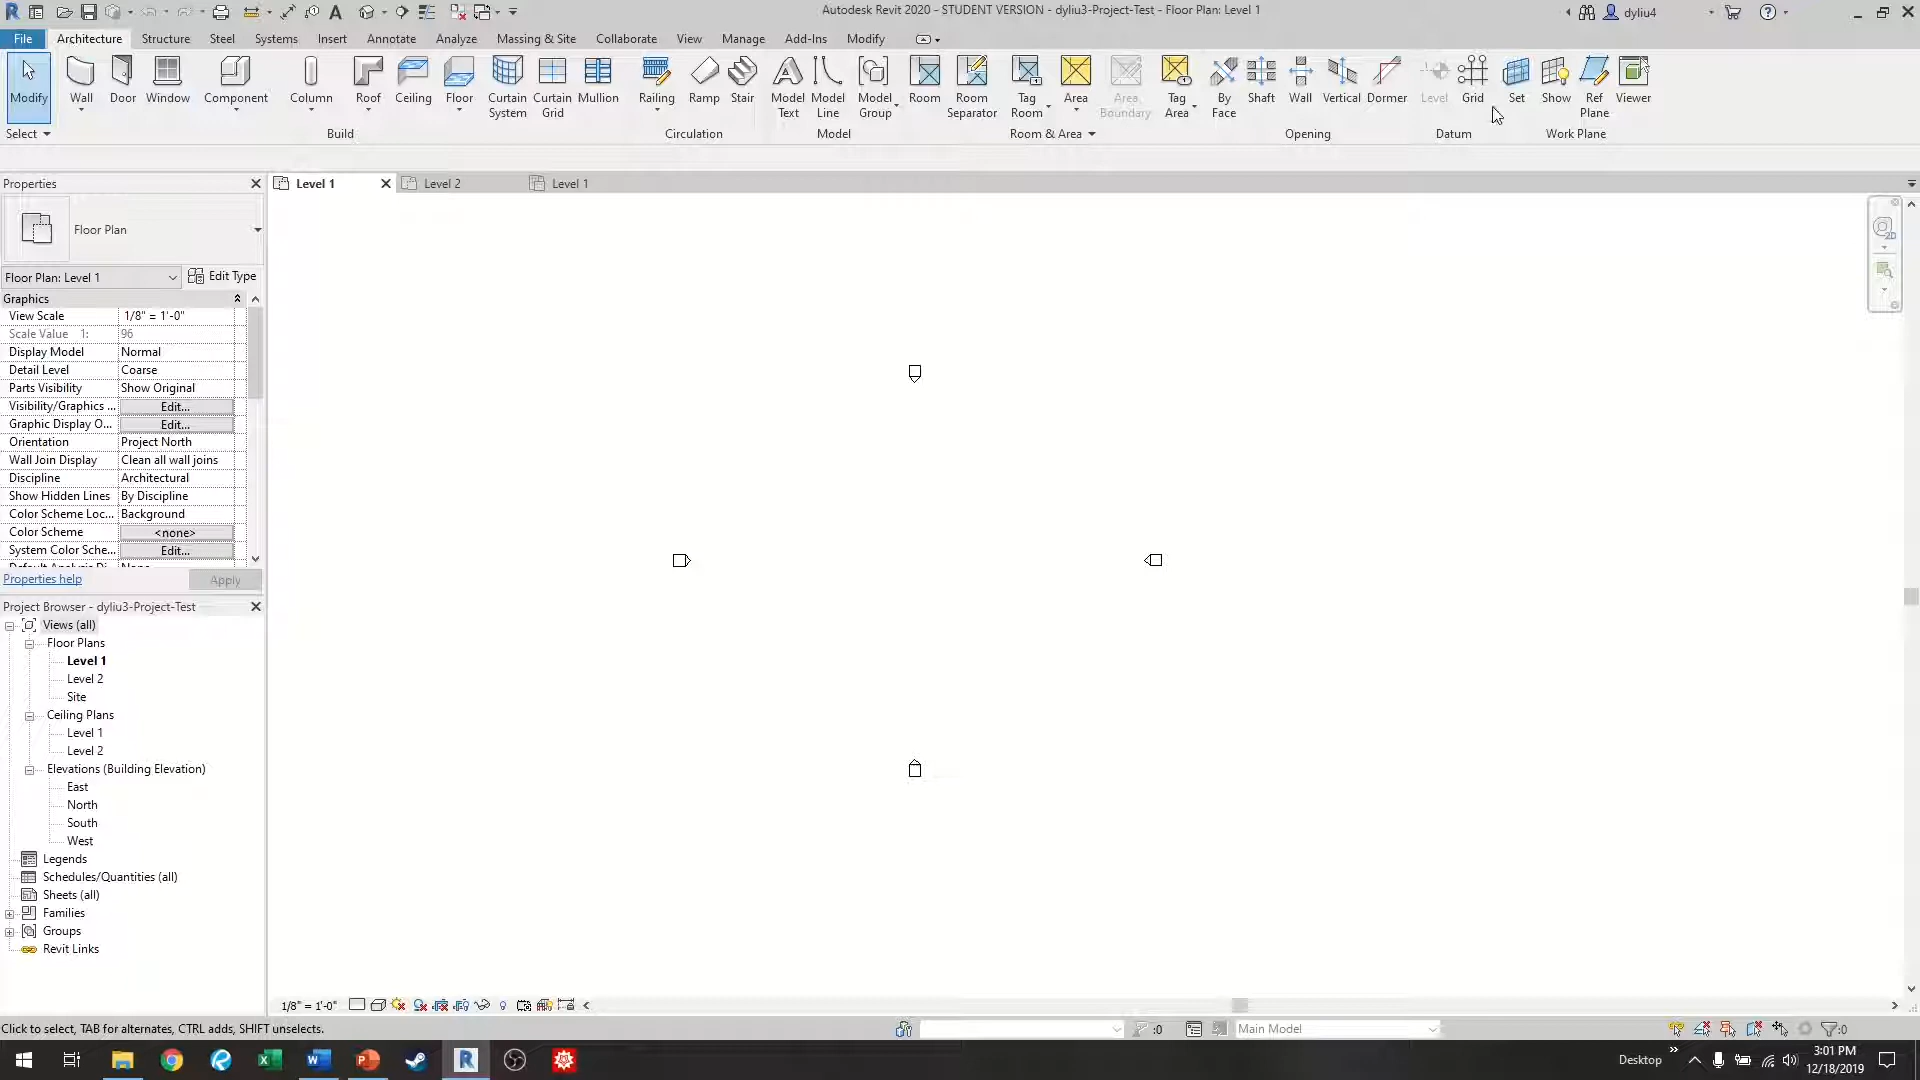 Autodesk Revit 2020 - STUDENT VERSION - dyliu3-Project-Test - Floor Plan: Level 1
dyliu4
File Architecture Structure Steel Systems Insert Annotate Analyze Massing & Site Collaborate View Manage Add-Ins Modify
Modify Wall Door Window Component Column Roof Ceiling Floor Curtain System Curtain Grid Mullion Railing Ramp Stair Model Text Model Line Model Group Room Room Separator Tag Room Area Area Boundary Tag Area By Face Shaft Wall Vertical Dormer Level Grid Set Show Ref Plane Viewer
Select Build Circulation Model Room & Area Opening Datum Work Plane
Properties
Level 1 Level 2 Level 1
Floor Plan
2D
Floor Plan: Level 1 Edit Type
Graphics
View Scale 1/8" = 1'-0"
Scale Value 1: 96
Display Model Normal
Detail Level Coarse
Parts Visibility Show Original
Visibility/Graphics ... Edit...
Graphic Display O... Edit...
Orientation Project North
Wall Join Display Clean all wall joins
Discipline Architectural
Show Hidden Lines By Discipline
Color Scheme Loc... Background
Color Scheme <none>
System Color Sche... Edit...
Properties help Apply
Project Browser - dyliu3-Project-Test
Views (all)
Floor Plans
Level 1
Level 2
Site
Ceiling Plans
Level 1
Level 2
Elevations (Building Elevation)
East
North
South
West
Legends
Schedules/Quantities (all)
Sheets (all)
Families
Groups
Revit Links
1/8" = 1'-0"
Click to select, TAB for alternates, CTRL adds, SHIFT unselects.
:0
Main Model
:0
Desktop
3:01 PM
12/18/2019